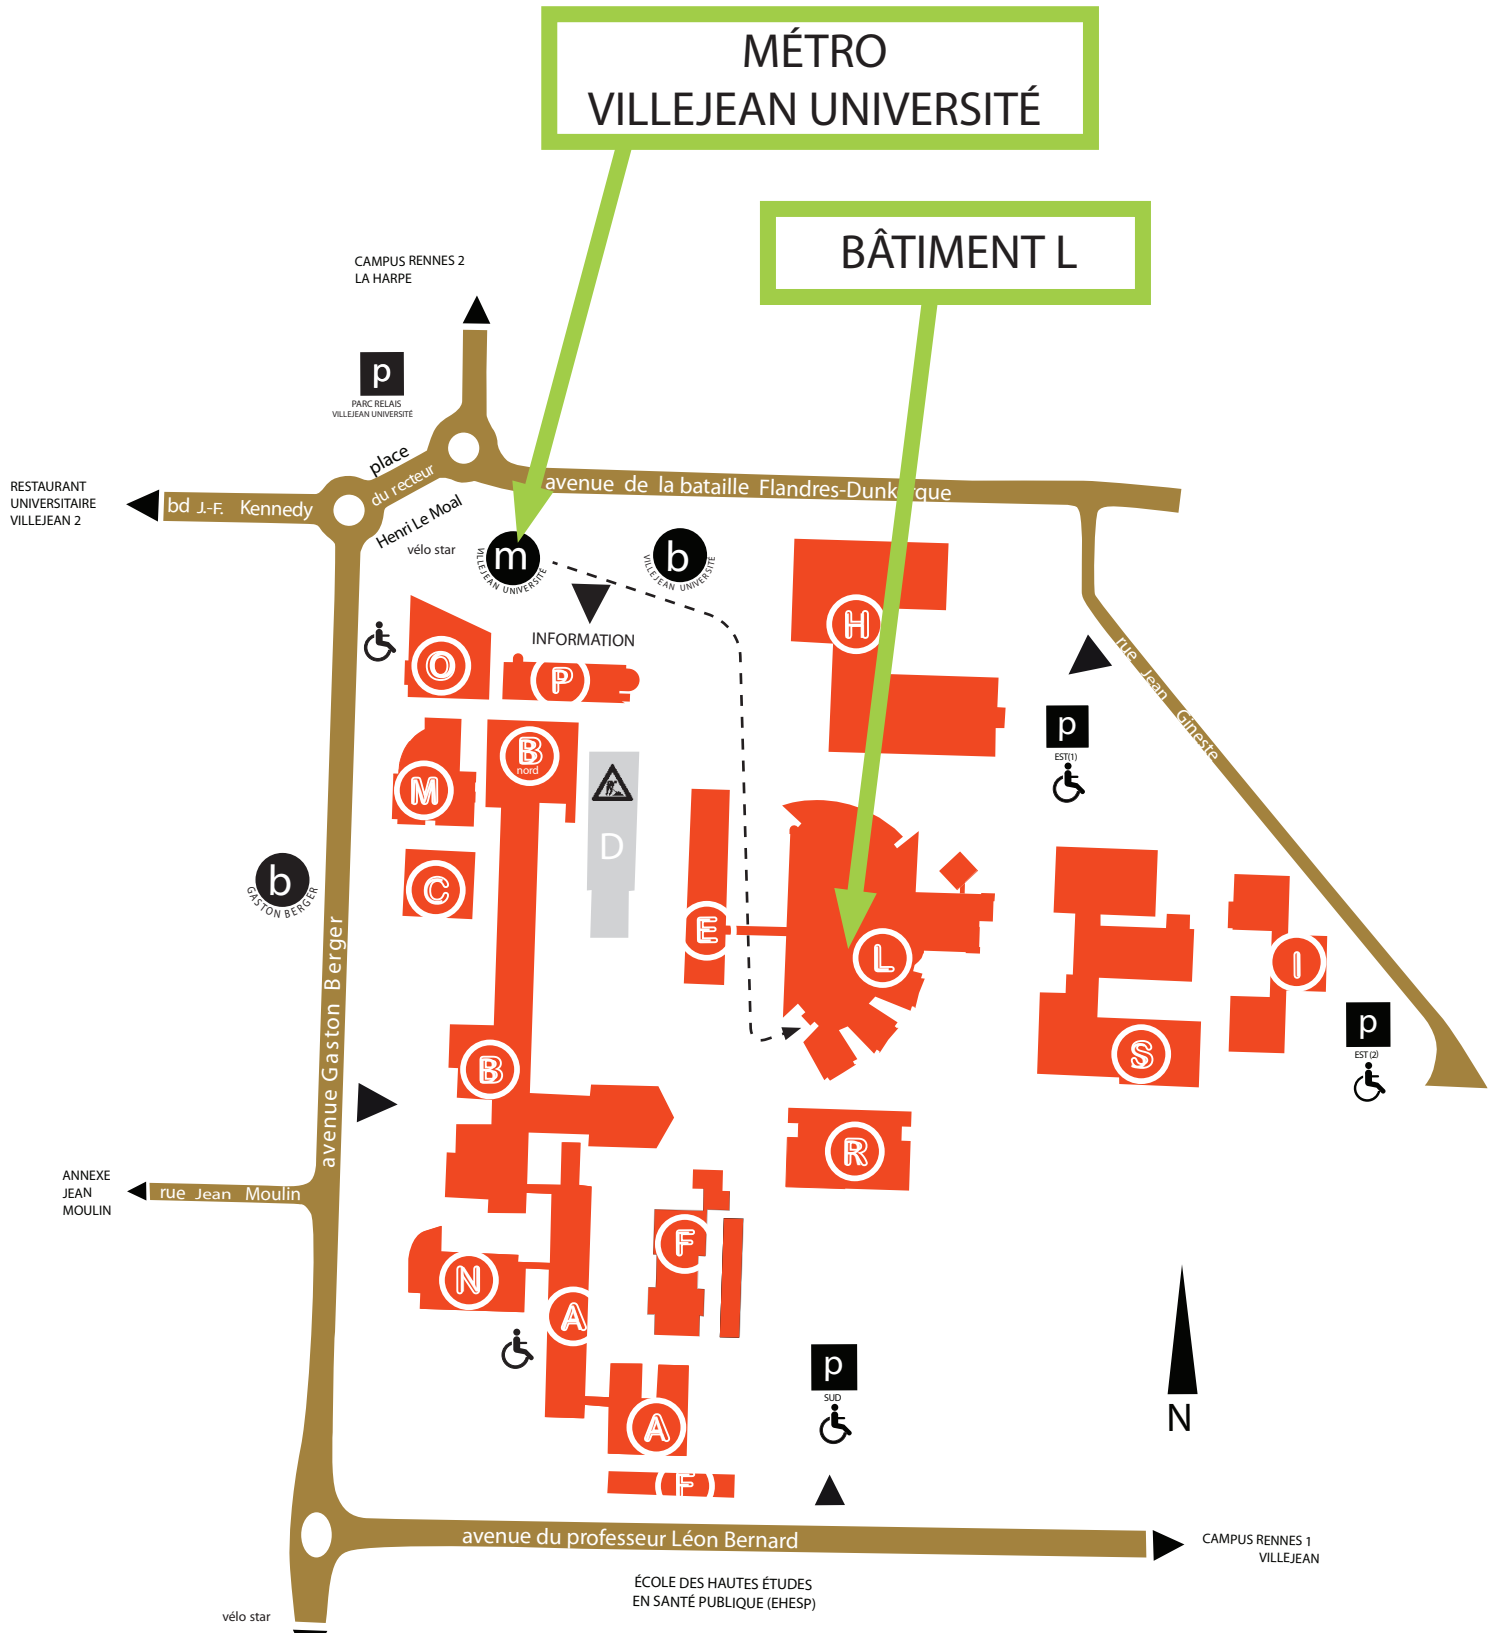 MÉTRO
VILLEJEAN UNIVERSITÉ
BÂTIMENT L
CAMPUS RENNES 2
LA HARPE
p
PARC RELAIS
VILLEJEAN UNIVERSITÉ
place
du recteur
Henri Le Moal
RESTAURANT
UNIVERSITAIRE
VILLEJEAN 2
bd J.-F. Kennedy
avenue de la bataille Flandres-Dunkerque
vélo star
m
VILLEJEAN UNIVERSITÉ
b
VILLEJEAN UNIVERSITÉ
INFORMATION
H
O
P
rue Jean Gineste
p
EST(1)
B
nord
M
D
C
b
GASTON BERGER
E
L
I
avenue Gaston Berger
p
EST (2)
S
B
R
ANNEXE
JEAN
MOULIN
rue Jean Moulin
F
N
A
p
SUD
A
F
N
avenue du professeur Léon Bernard
CAMPUS RENNES 1
VILLEJEAN
ÉCOLE DES HAUTES ÉTUDES
EN SANTÉ PUBLIQUE (EHESP)
vélo star